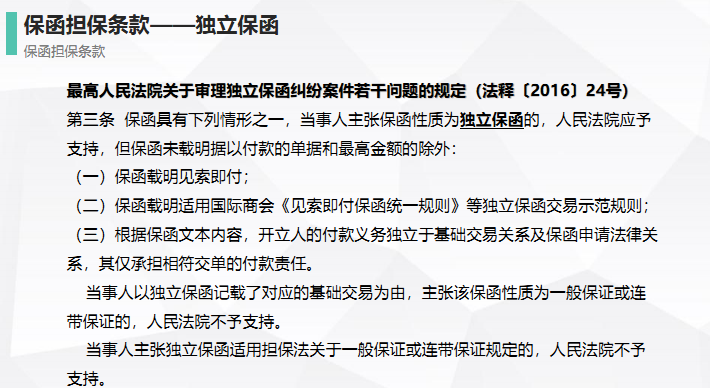 保函担保条款——独立保函
保函担保条款
最高人民法院关于审理独立保函纠纷案件若干问题的规定（法释〔2016〕24号）
第三条 保函具有下列情形之一，当事人主张保函性质为独立保函的，人民法院应予
支持，但保函未载明据以付款的单据和最高金额的除外：
（一）保函载明见索即付；
（二）保函载明适用国际商会《见索即付保函统一规则》等独立保函交易示范规则；
（三）根据保函文本内容，开立人的付款义务独立于基础交易关系及保函申请法律关
系，其仅承担相符交单的付款责任。
当事人以独立保函记载了对应的基础交易为由，主张该保函性质为一般保证或连
带保证的，人民法院不予支持。
当事人主张独立保函适用担保法关于一般保证或连带保证规定的，人民法院不予
支持。